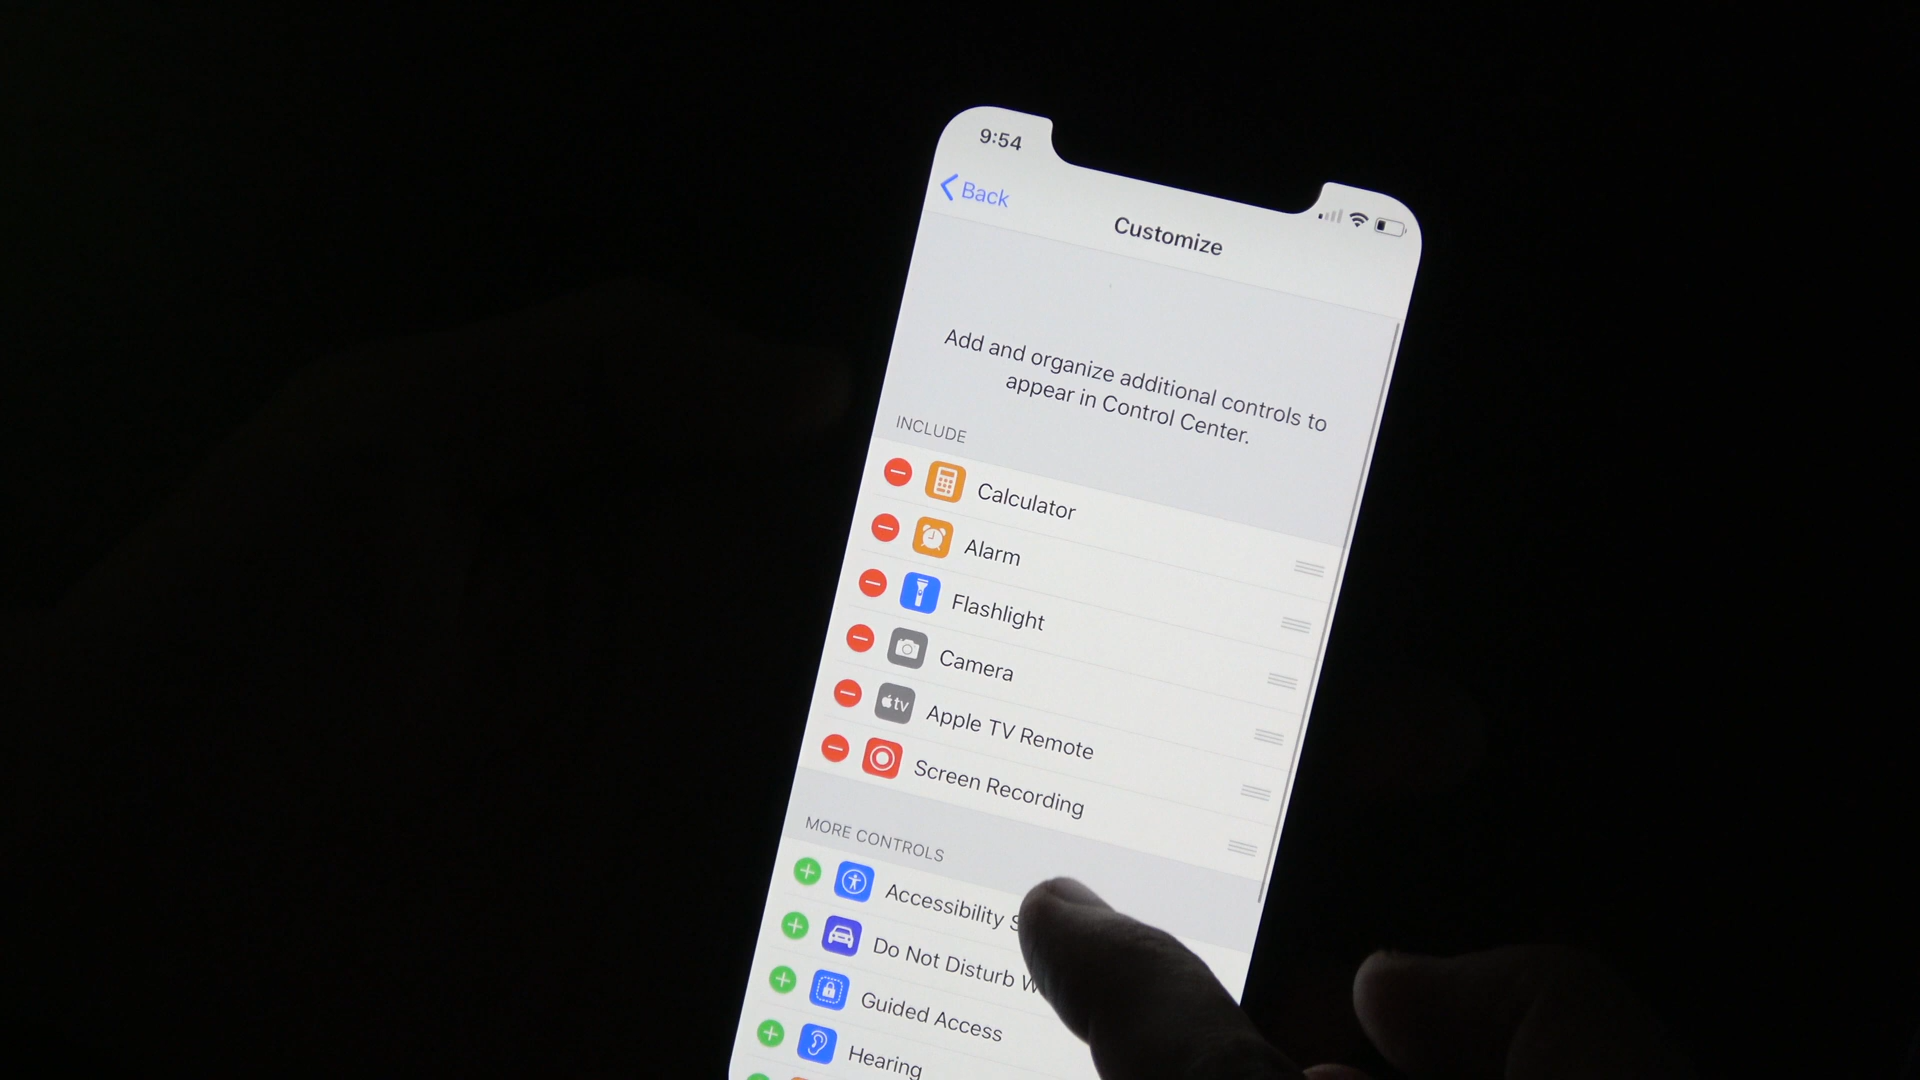 9:54
Back
Customize
Add and organize additional controls to
appear in Control Center.
INCLUDE
Calculator
Alarm
Flashlight
Camera
tv
Apple TV Remote
Screen Recording
MORE CONTROLS
Accessibility
Do Not Disturb
Guided Access
Hearing